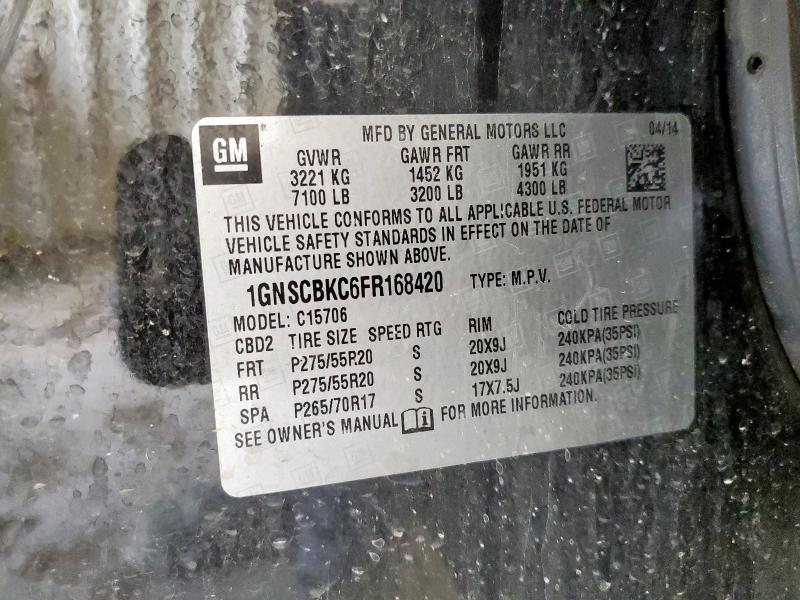 GM MFD BY GENERAL MOTORS LLC 04/14
GVWR GAWR FRT GAWR RR
3221 KG 1452 KG 1951 KG
7100 LB 3200 LB 4300 LB
THIS VEHICLE CONFORMS TO ALL APPLICABLE U.S. FEDERAL MOTOR
VEHICLE SAFETY STANDARDS IN EFFECT ON THE DATE OF
MANUFACTURE SHOWN ABOVE.
1GNSCBKC6FR168420 TYPE: M.P.V.
MODEL: C15706
CBD2 TIRE SIZE SPEED RTG RIM COLD TIRE PRESSURE
FRT P275/55R20 S 20X9J 240KPA(35PSI)
RR P275/55R20 S 20X9J 240KPA(35PSI)
SPA P265/70R17 S 17X7.5J 240KPA(35PSI)
SEE OWNER'S MANUAL i FOR MORE INFORMATION.